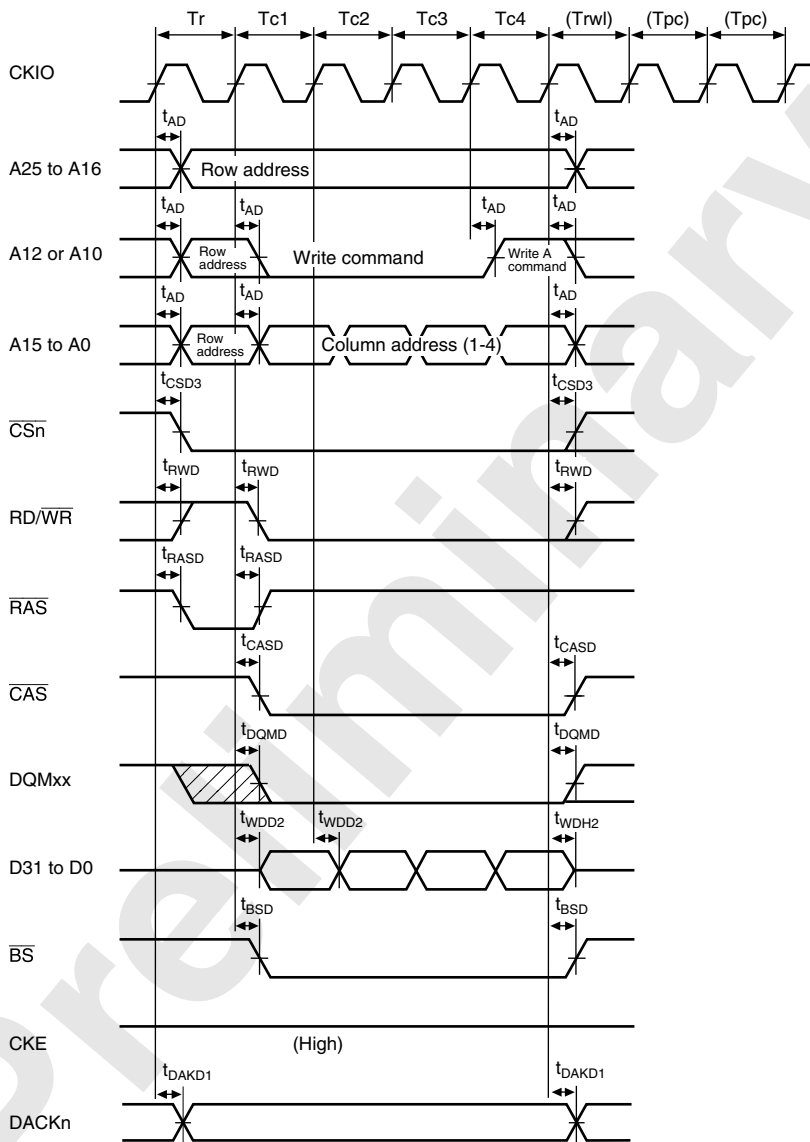 Tr Tc1 Tc2 Tc3 Tc4 (Trwl) (Tpc) (Tpc)
CKIO
tAD tAD
A25 to A16 Row address
tAD tAD tAD tAD
A12 or A10 Row address Write command Write A command
tAD tAD tAD
A15 to A0 Row address Column address (1-4)
tCSD3 tCSD3
CSn
tRWD tRWD tRWD
RD/WR
tRASD tRASD
RAS
tCASD tCASD
CAS
tDQMD tDQMD
DQMxx
tWDD2 tWDD2 tWDH2
D31 to D0
tBSD tBSD
BS
CKE (High)
tDAKD1 tDAKD1
DACKn
Preliminary